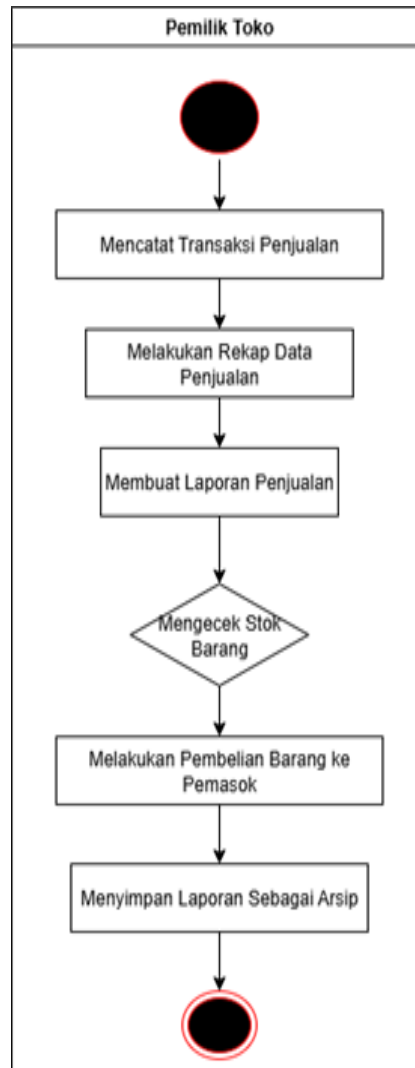 Pemilik Toko
Mencatat Transaksi Penjualan
Melakukan Rekap Data
Penjualan
Membuat Laporan Penjualan
Mengecek Stok
Barang
Melakukan Pembelian Barang ke
Pemasok
Menyimpan Laporan Sebagai Arsip